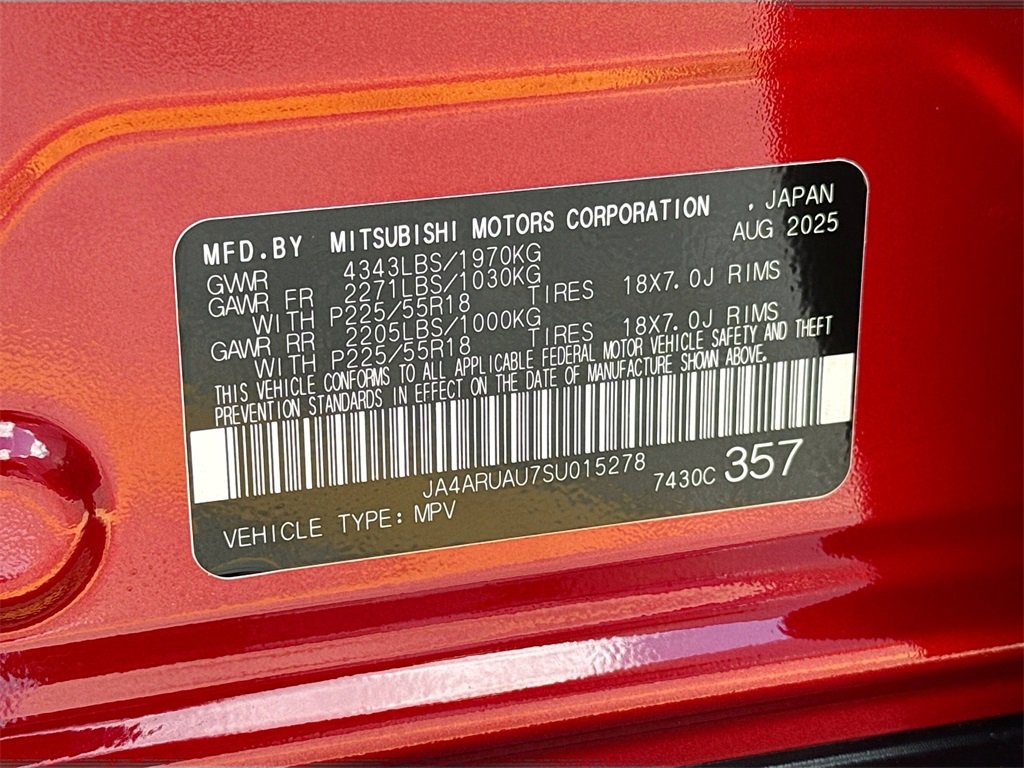 MFD.BY MITSUBISHI MOTORS CORPORATION , JAPAN
AUG 2025
GVWR 4343LBS/1970KG
GAWR FR 2271LBS/1030KG
WITH P225/55R18 TIRES 18X7.0J RIMS
GAWR RR 2205LBS/1000KG
WITH P225/55R18 TIRES 18X7.0J RIMS
THIS VEHICLE CONFORMS TO ALL APPLICABLE FEDERAL MOTOR VEHICLE SAFETY AND THEFT
PREVENTION STANDARDS IN EFFECT ON THE DATE OF MANUFACTURE SHOWN ABOVE.
JA4ARUAU7SU015278 7430C 357
VEHICLE TYPE: MPV